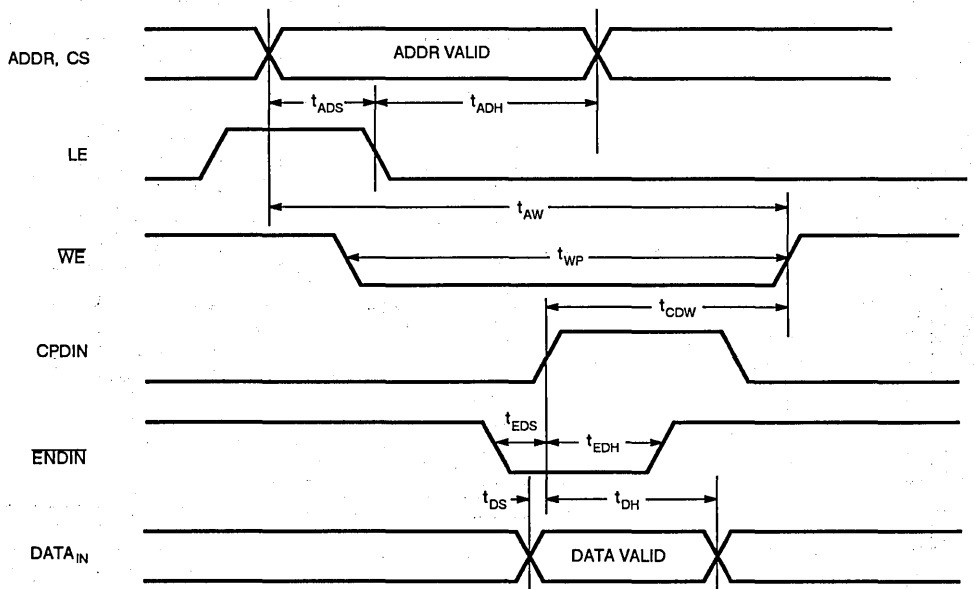 ADDR, CS
ADDR VALID
tADS
tADH
LE
tAW
WE
tWP
tCDW
CPDIN
tEDS
tEDH
ENDIN
tDS
tDH
DATAIN
DATA VALID